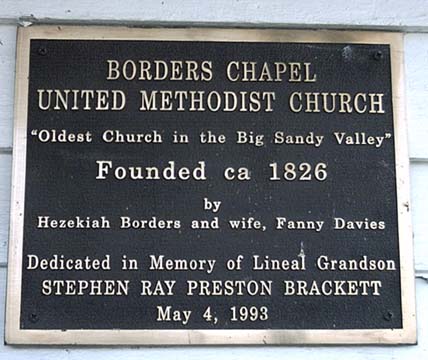 BORDERS CHAPEL
UNITED METHODIST CHURCH
"Oldest Church in the Big Sandy Valley"
Founded ca 1826
by
Hezekiah Borders and wife, Fanny Davies
Dedicated in Memory of Lineal Grandson
STEPHEN RAY PRESTON BRACKETT
May 4, 1993